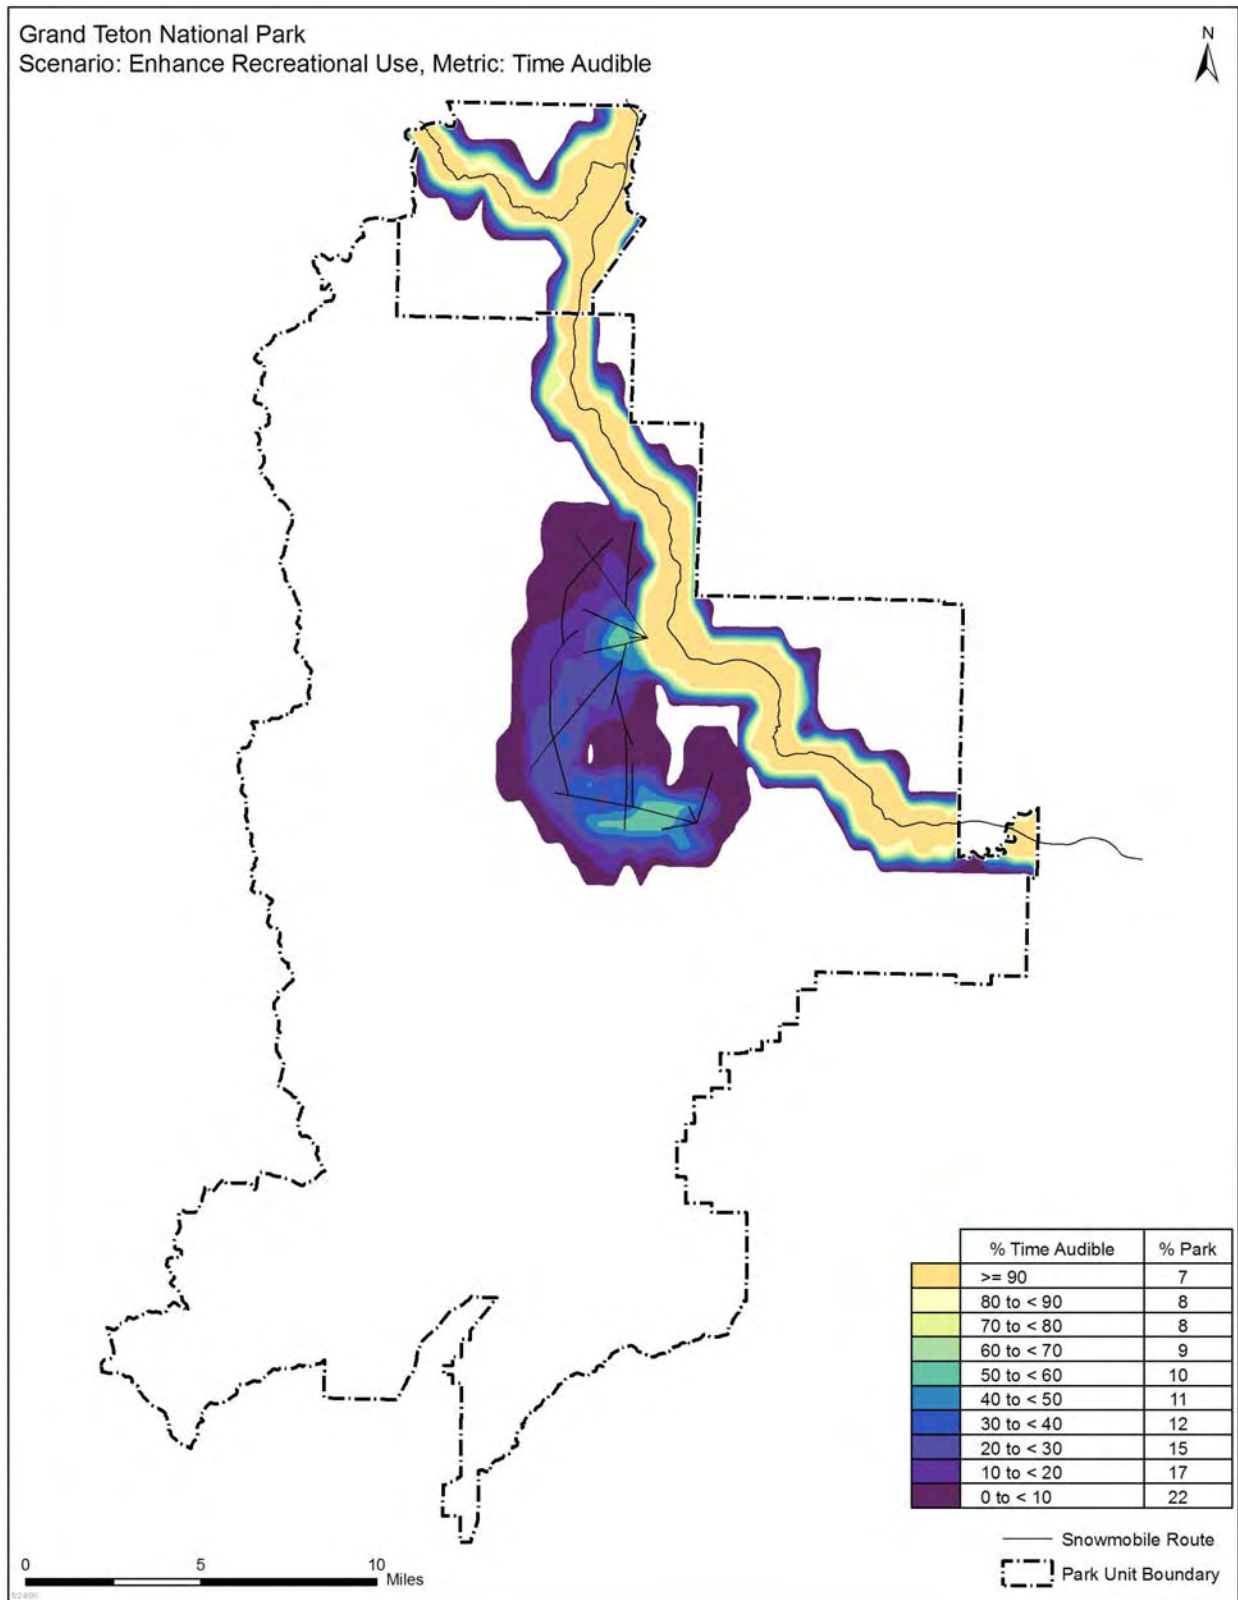 Grand Teton National Park
Scenario: Enhance Recreational Use, Metric: Time Audible
N
% Time Audible % Park
>= 90 7
80 to < 90 8
70 to < 80 8
60 to < 70 9
50 to < 60 10
40 to < 50 11
30 to < 40 12
20 to < 30 15
10 to < 20 17
0 to < 10 22
Snowmobile Route
Park Unit Boundary
0 5 10
Miles